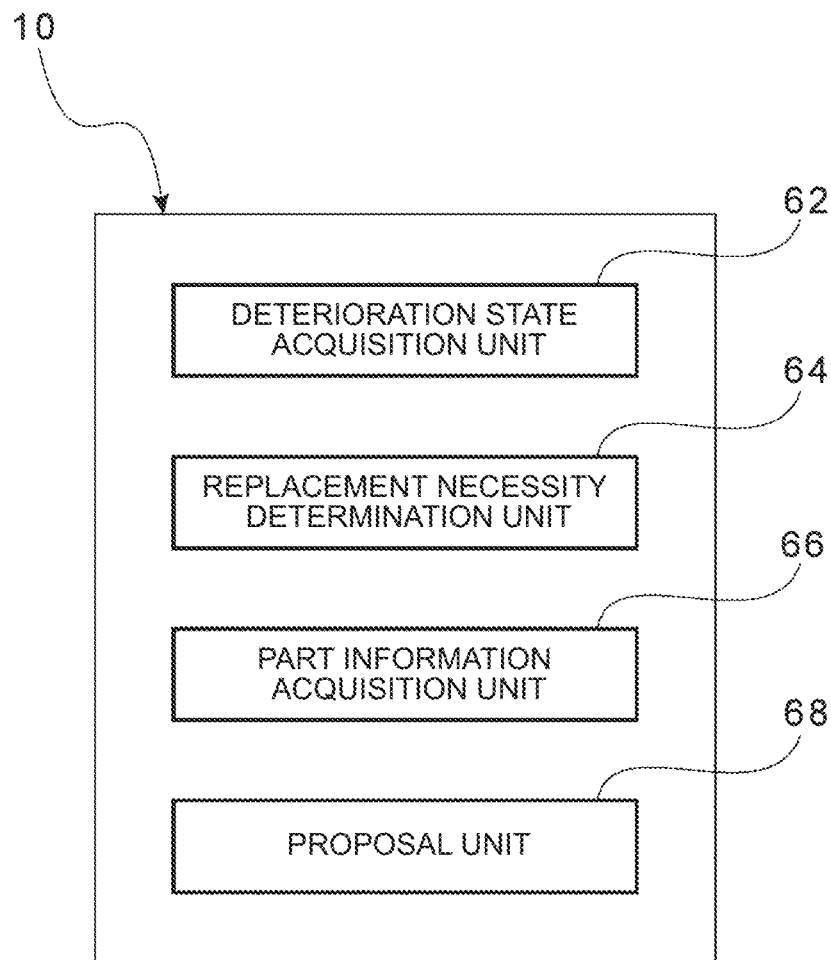 10
62
DETERIORATION STATE
ACQUISITION UNIT
64
REPLACEMENT NECESSITY
DETERMINATION UNIT
66
PART INFORMATION
ACQUISITION UNIT
68
PROPOSAL UNIT